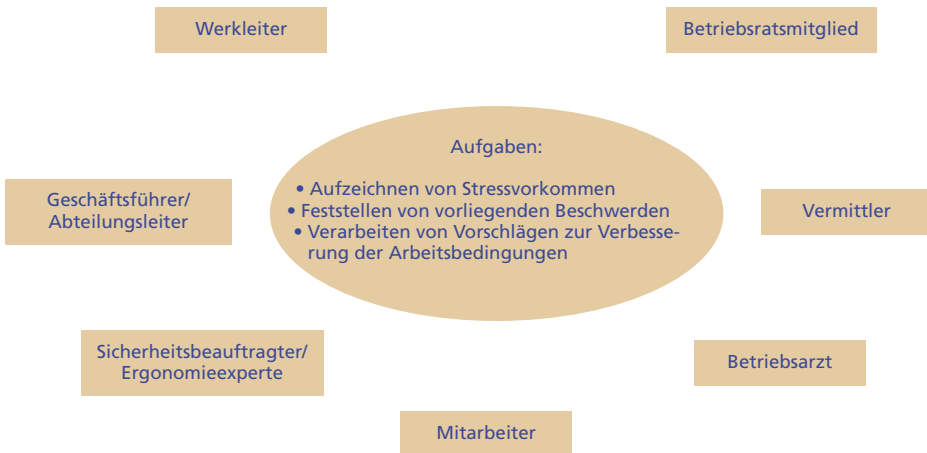 Werkleiter
Betriebsratsmitglied
Aufgaben:
• Aufzeichnen von Stressvorkommen
• Feststellen von vorliegenden Beschwerden
• Verarbeiten von Vorschlägen zur Verbesse-
rung der Arbeitsbedingungen
Geschäftsführer/
Abteilungsleiter
Vermittler
Sicherheitsbeauftragter/
Ergonomieexperte
Betriebsarzt
Mitarbeiter